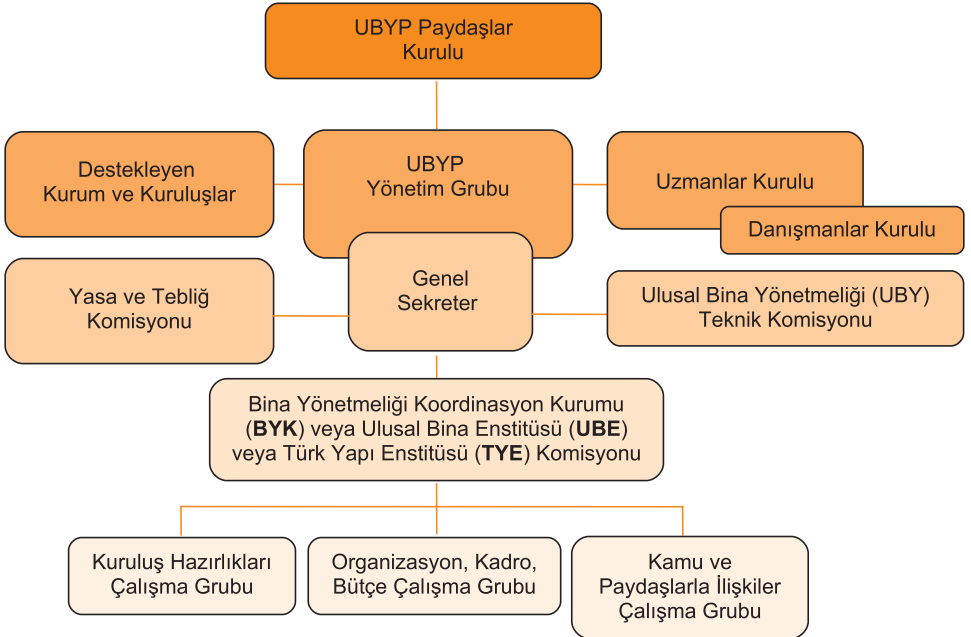 UBYP Paydaşlar
Kurulu
Destekleyen
Kurum ve Kuruluşlar
UBYP
Yönetim Grubu
Uzmanlar Kurulu
Danışmanlar Kurulu
Yasa ve Tebliğ
Komisyonu
Genel
Sekreter
Ulusal Bina Yönetmeliği (UBY)
Teknik Komisyonu
Bina Yönetmeliği Koordinasyon Kurumu
(BYK) veya Ulusal Bina Enstitüsü (UBE)
veya Türk Yapı Enstitüsü (TYE) Komisyonu
Kuruluş Hazırlıkları
Çalışma Grubu
Organizasyon, Kadro,
Bütçe Çalışma Grubu
Kamu ve
Paydaşlarla İlişkiler
Çalışma Grubu